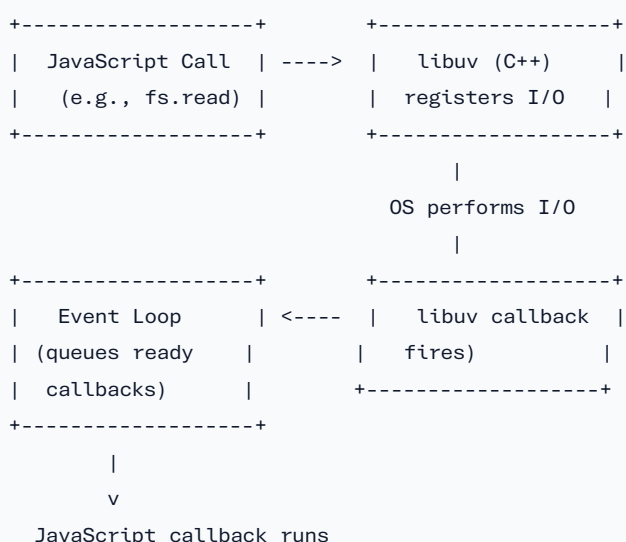 +-------------------+        +-------------------+
|  JavaScript Call  | ---->  |   libuv (C++)     |
|   (e.g., fs.read) |        |  registers I/O   |
+-------------------+        +-------------------+
                                    |
                              OS performs I/O
                                    |
+-------------------+        +-------------------+
|   Event Loop      | <----  |   libuv callback  |
| (queues ready    |        |   fires)          |
|  callbacks)      |        +-------------------+
+-------------------+
        |
        v
  JavaScript callback runs